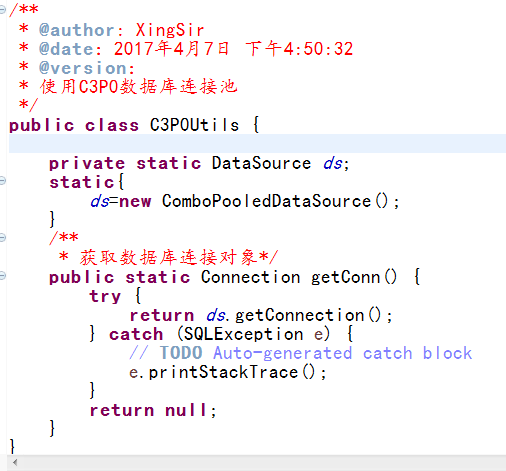 /**
 * @author: XingSir
 * @date: 2017年4月7日 下午4:50:32
 * @version:
 * 使用C3P0数据库连接池
 */
public class C3P0Utils {
    private static DataSource ds;
    static{
        ds=new ComboPooledDataSource();
    }
    /**
     * 获取数据库连接对象*/
    public static Connection getConn() {
        try {
            return ds.getConnection();
        } catch (SQLException e) {
            // TODO Auto-generated catch block
            e.printStackTrace();
        }
        return null;
    }
}